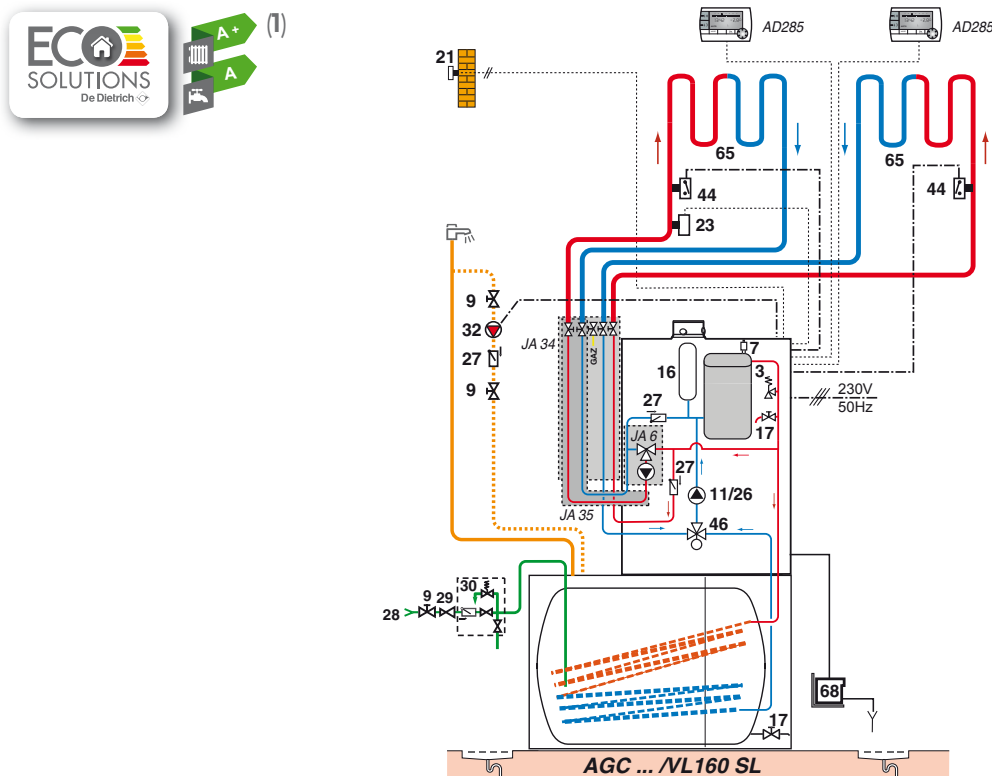 ECO
SOLUTIONS
De Dietrich
A+
A
(1)
AD285
AD285
21
65
65
44
44
23
9
32
27
9
JA 34
GAZ
7
16
3
230V
50Hz
27
17
JA 6
27
11/26
JA 35
46
30
9
29
28
68
17
AGC ... /VL160 SL